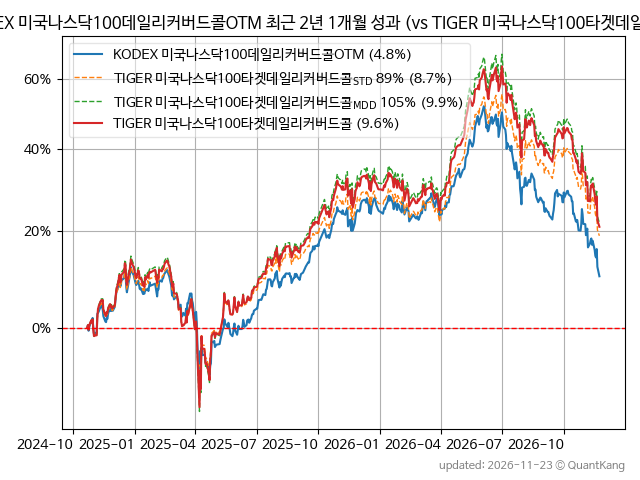 EX 미국나스닥100데일리커버드콜OTM 최근 2년 1개월 성과 (vs TIGER 미국나스닥100타겟데일
KODEX 미국나스닥100데일리커버드콜OTM (4.8%)
TIGER 미국나스닥100타겟데일리커버드콜STD 89% (8.7%)
TIGER 미국나스닥100타겟데일리커버드콜MDD 105% (9.9%)
TIGER 미국나스닥100타겟데일리커버드콜 (9.6%)
60%
40%
20%
0%
2024-10 2025-01 2025-04 2025-07 2025-10 2026-01 2026-04 2026-07 2026-10
updated: 2026-11-23 © QuantKang